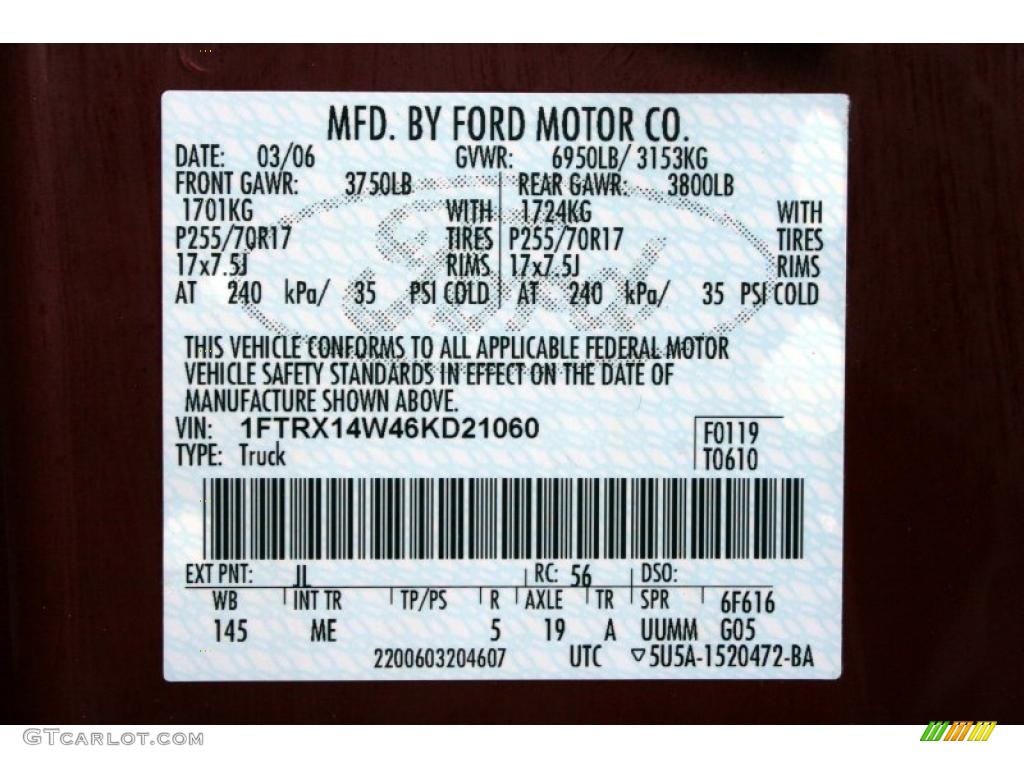 MFD. BY FORD MOTOR CO.
DATE: 03/06 GVWR: 6950LB/ 3153KG
FRONT GAWR: 3750LB REAR GAWR: 3800LB
1701KG WITH 1724KG WITH
P255/70R17 TIRES P255/70R17 TIRES
17x7.5J RIMS 17x7.5J RIMS
AT 240 kPa/ 35 PSI COLD AT 240 kPa/ 35 PSI COLD
Ford
THIS VEHICLE CONFORMS TO ALL APPLICABLE FEDERAL MOTOR
VEHICLE SAFETY STANDARDS IN EFFECT ON THE DATE OF
MANUFACTURE SHOWN ABOVE.
VIN: 1FTRX14W46KD21060 F0119
TYPE: Truck T0610
EXT PNT: JL RC: 56 DSO:
WB INT TR TP/PS R AXLE TR SPR 6F616
145 ME 5 19 A UUMM G05
2200603204607 UTC ▽5U5A-1520472-BA
GTCARLOT.COM